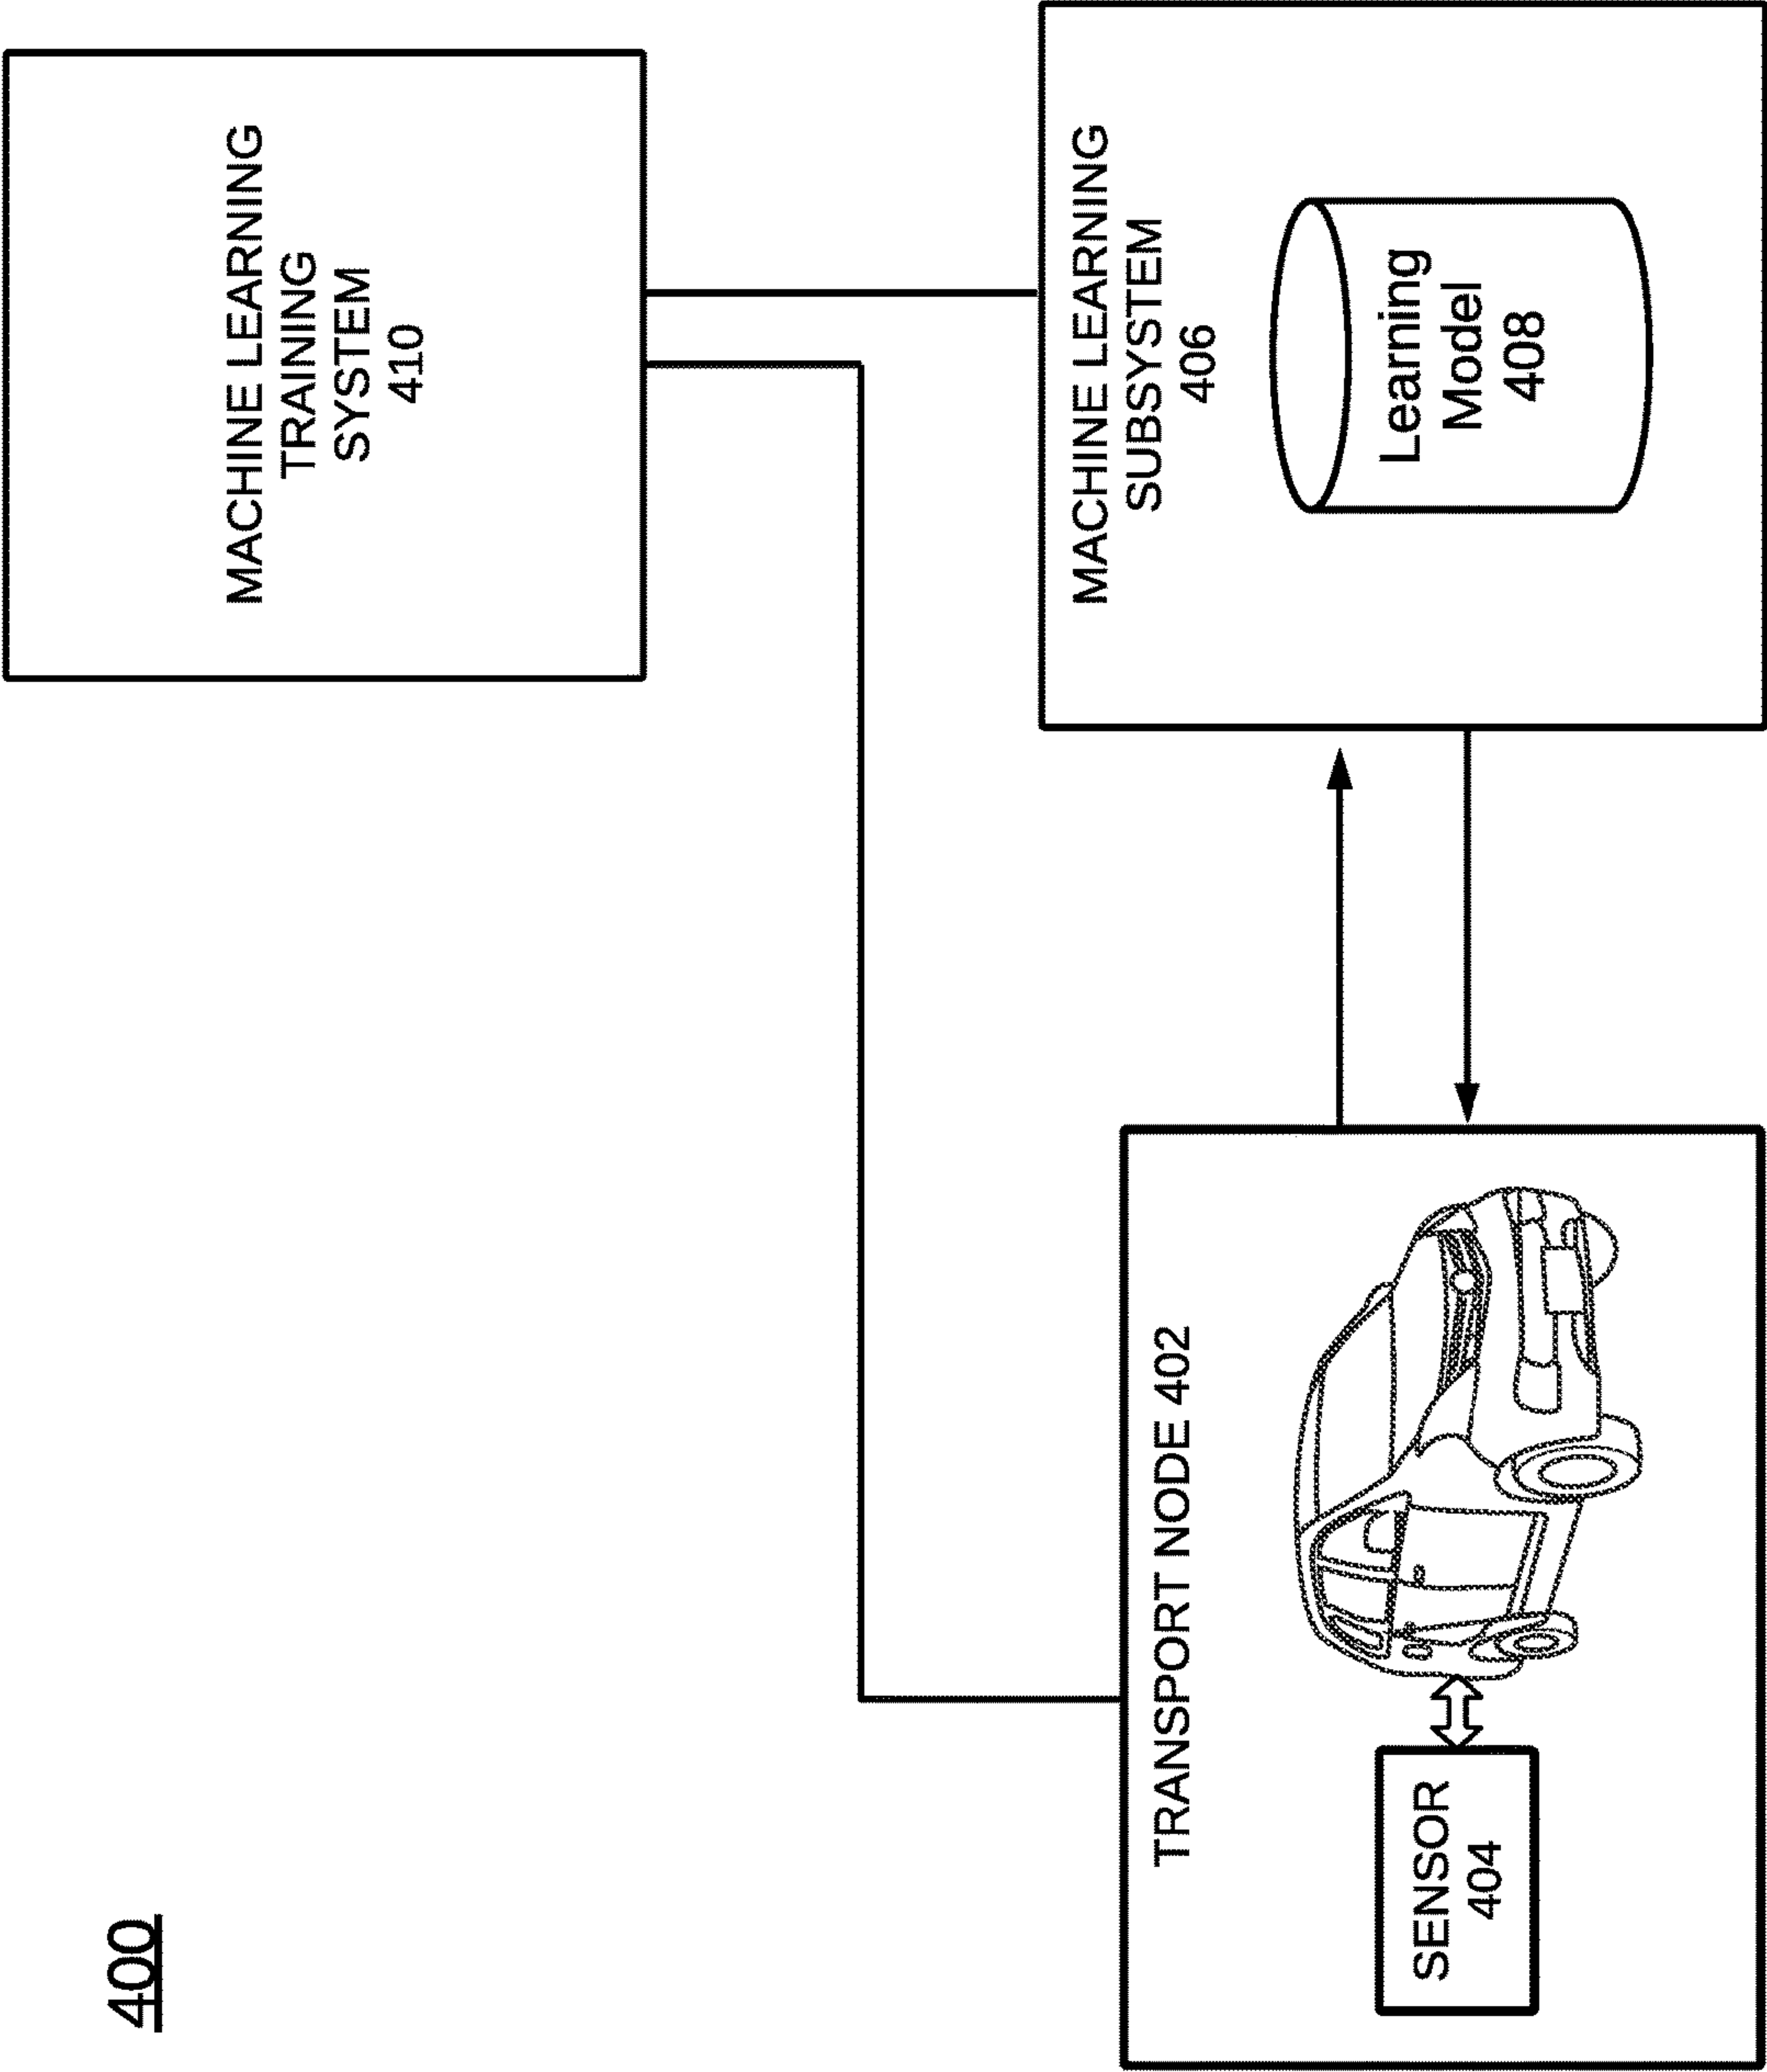 400
MACHINE LEARNING
TRAINING
SYSTEM
410
TRANSPORT NODE 402
SENSOR
404
MACHINE LEARNING
SUBSYSTEM
406
Learning
Model
408